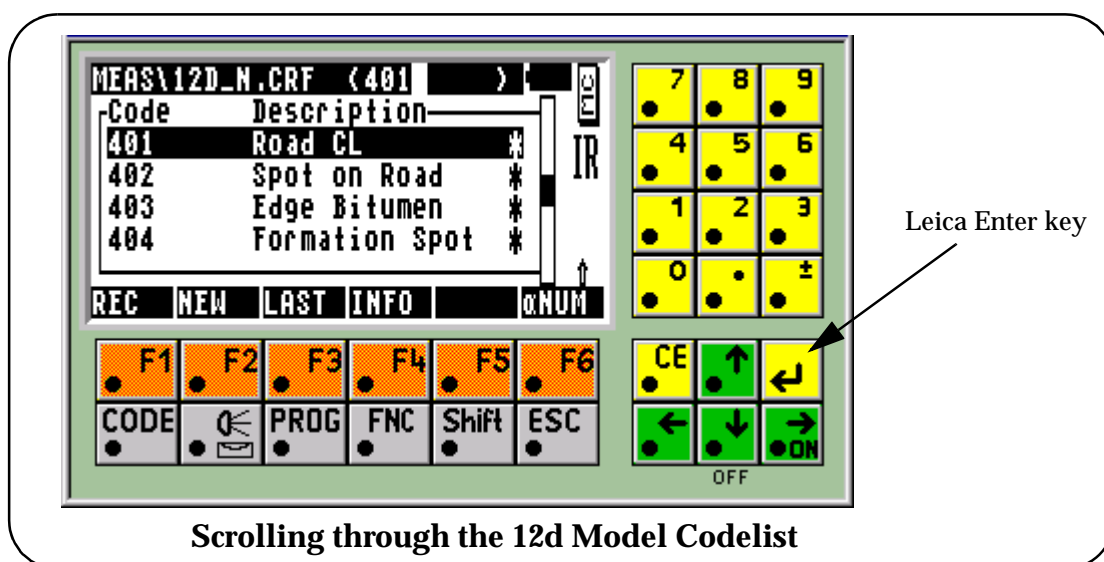 MEAS\12D_N.CRF (401 )
MC
IR
Code Description
401 Road CL *
402 Spot on Road *
403 Edge Bitumen *
404 Formation Spot *
REC NEW LAST INFO αNUM
7 8 9
4 5 6
1 2 3
0 . ±
F1 F2 F3 F4 F5 F6
CE
CODE PROG FNC Shift ESC
ON
OFF
Leica Enter key
Scrolling through the 12d Model Codelist